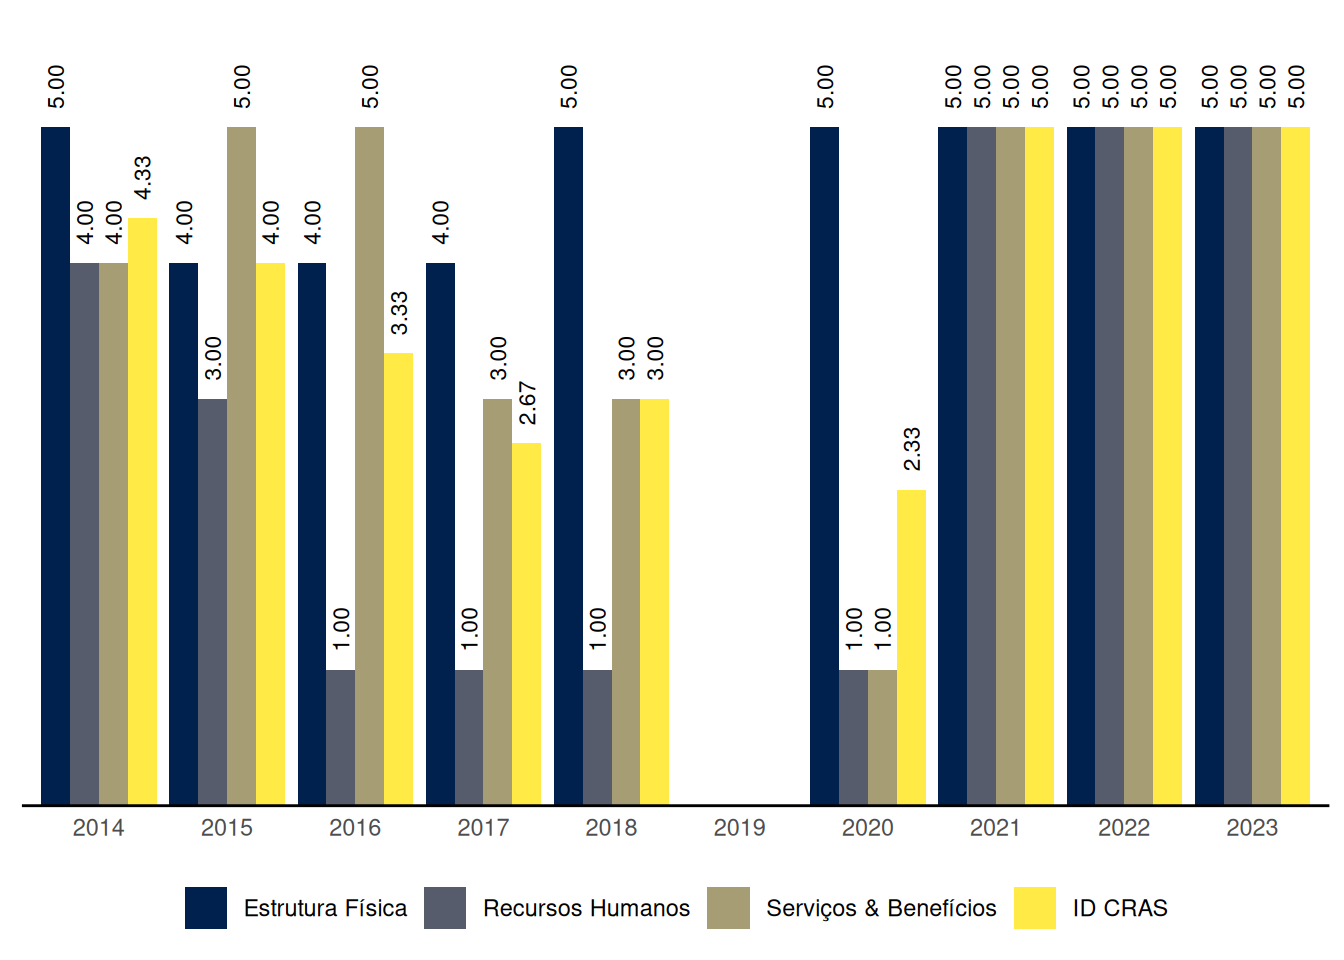 5.00 4.00 4.00 4.33 4.00 3.00 5.00 4.00 4.00 1.00 5.00 3.33 4.00 1.00 3.00 2.67 5.00 1.00 3.00 3.00 5.00 1.00 1.00 2.33 5.00 5.00 5.00 5.00 5.00 5.00 5.00 5.00 5.00 5.00 5.00 5.00
2014 2015 2016 2017 2018 2019 2020 2021 2022 2023
Estrutura Física Recursos Humanos Serviços & Benefícios ID CRAS